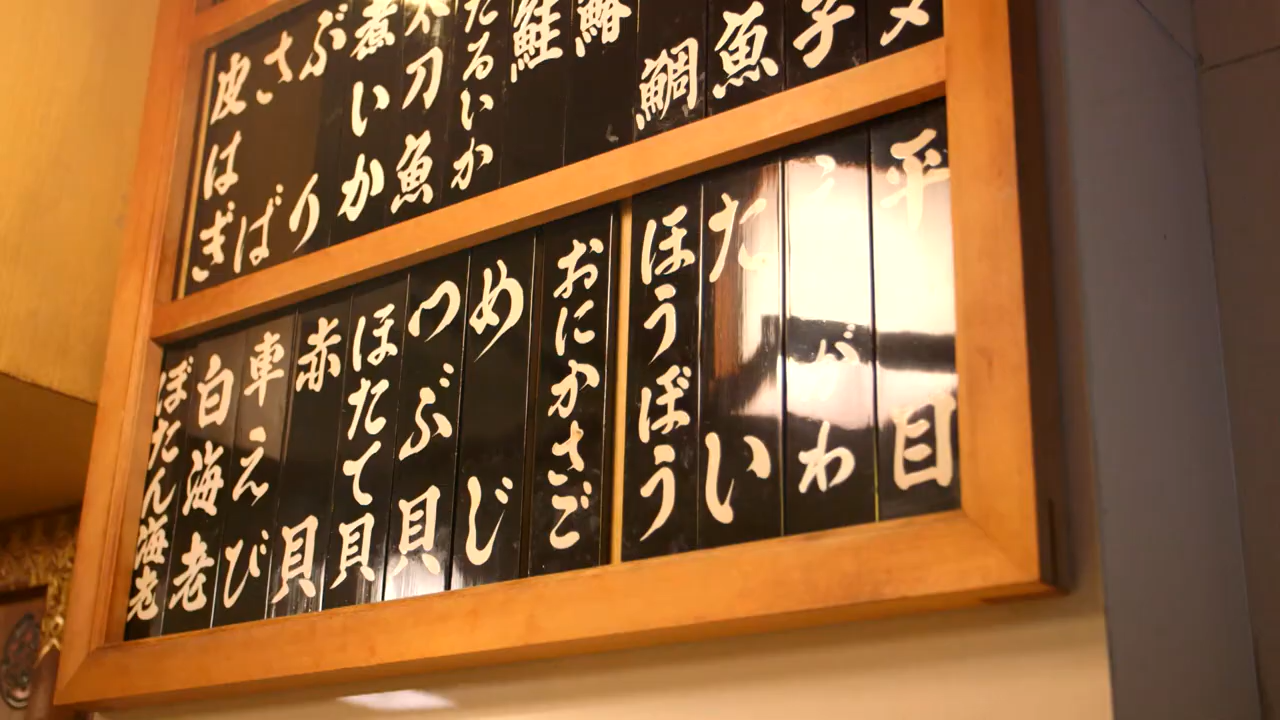 魚
鯛
鮭
たるいか
太刀魚
煮いか
ぶり
さば
皮はぎ
平目
えがわ
たい
ほうぼう
おにかさご
めじ
つぶ貝
ほたて貝
赤貝
車えび
白海老
ぼたん海老